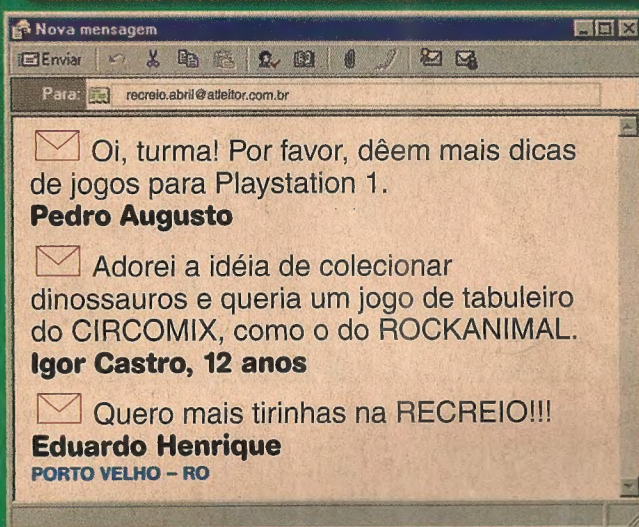 Nova mensagem
Enviar
Para: recreio.abril@atleitor.com.br
Oi, turma! Por favor, dêem mais dicas
de jogos para Playstation 1.
Pedro Augusto
Adorei a idéia de colecionar
dinossauros e queria um jogo de tabuleiro
do CIRCOMIX, como o do ROCKANIMAL.
Igor Castro, 12 anos
Quero mais tirinhas na RECREIO!!!
Eduardo Henrique
PORTO VELHO – RO